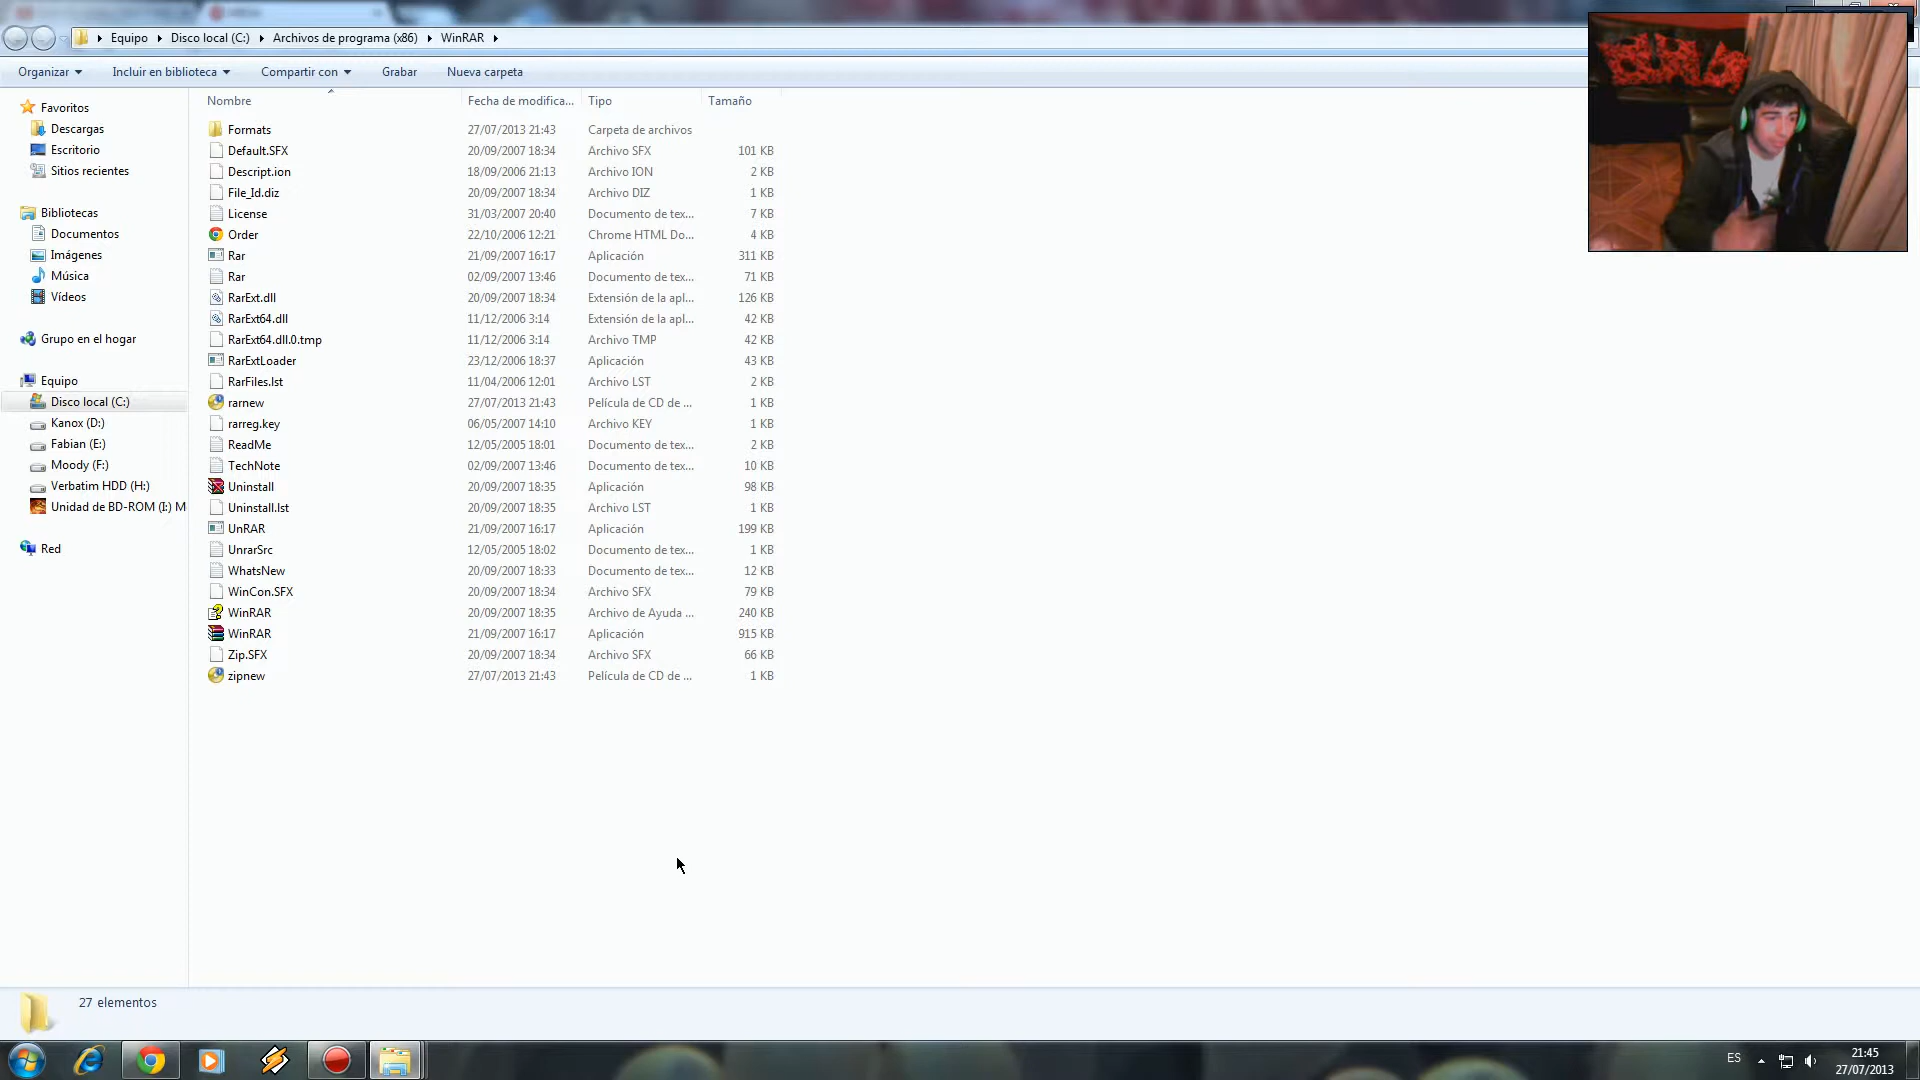 Equipo Disco local (C:) Archivos de programa (x86) WinRAR
Organizar Incluir en biblioteca Compartir con Grabar Nueva carpeta
Nombre Fecha de modifica... Tipo Tamaño
Favoritos
Descargas
Escritorio
Sitios recientes
Bibliotecas
Documentos
Imágenes
Música
Vídeos
Grupo en el hogar
Equipo
Disco local (C:)
Kanox (D:)
Fabian (E:)
Moody (F:)
Verbatim HDD (H:)
Unidad de BD-ROM (I:) M
Red
Formats 27/07/2013 21:43 Carpeta de archivos
Default.SFX 20/09/2007 18:34 Archivo SFX 101 KB
Descript.ion 18/09/2006 21:13 Archivo ION 2 KB
File_Id.diz 20/09/2007 18:34 Archivo DIZ 1 KB
License 31/03/2007 20:40 Documento de tex... 7 KB
Order 22/10/2006 12:21 Chrome HTML Do... 4 KB
Rar 21/09/2007 16:17 Aplicación 311 KB
Rar 02/09/2007 13:46 Documento de tex... 71 KB
RarExt.dll 20/09/2007 18:34 Extensión de la apl... 126 KB
RarExt64.dll 11/12/2006 3:14 Extensión de la apl... 42 KB
RarExt64.dll.0.tmp 11/12/2006 3:14 Archivo TMP 42 KB
RarExtLoader 23/12/2006 18:37 Aplicación 43 KB
RarFiles.lst 11/04/2006 12:01 Archivo LST 2 KB
rarnew 27/07/2013 21:43 Película de CD de ... 1 KB
rarreg.key 06/05/2007 14:10 Archivo KEY 1 KB
ReadMe 12/05/2005 18:01 Documento de tex... 2 KB
TechNote 02/09/2007 13:46 Documento de tex... 10 KB
Uninstall 20/09/2007 18:35 Aplicación 98 KB
Uninstall.lst 20/09/2007 18:35 Archivo LST 1 KB
UnRAR 21/09/2007 16:17 Aplicación 199 KB
UnrarSrc 12/05/2005 18:02 Documento de tex... 1 KB
WhatsNew 20/09/2007 18:33 Documento de tex... 12 KB
WinCon.SFX 20/09/2007 18:34 Archivo SFX 79 KB
WinRAR 20/09/2007 18:35 Archivo de Ayuda ... 240 KB
WinRAR 21/09/2007 16:17 Aplicación 915 KB
Zip.SFX 20/09/2007 18:34 Archivo SFX 66 KB
zipnew 27/07/2013 21:43 Película de CD de ... 1 KB
27 elementos
ES
21:45
27/07/2013